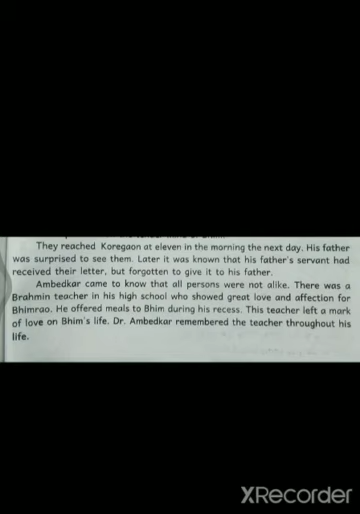 They reached Koregaon at eleven in the morning the next day. His father
was surprised to see them. Later it was known that his father's servant had
received their letter, but forgotten to give it to his father.
Ambedkar came to know that all persons were not alike. There was a
Brahmin teacher in his high school who showed great love and affection for
Bhimrao. He offered meals to Bhim during his recess. This teacher left a mark
of love on Bhim's life. Dr. Ambedkar remembered the teacher throughout his
life.
XRecorder